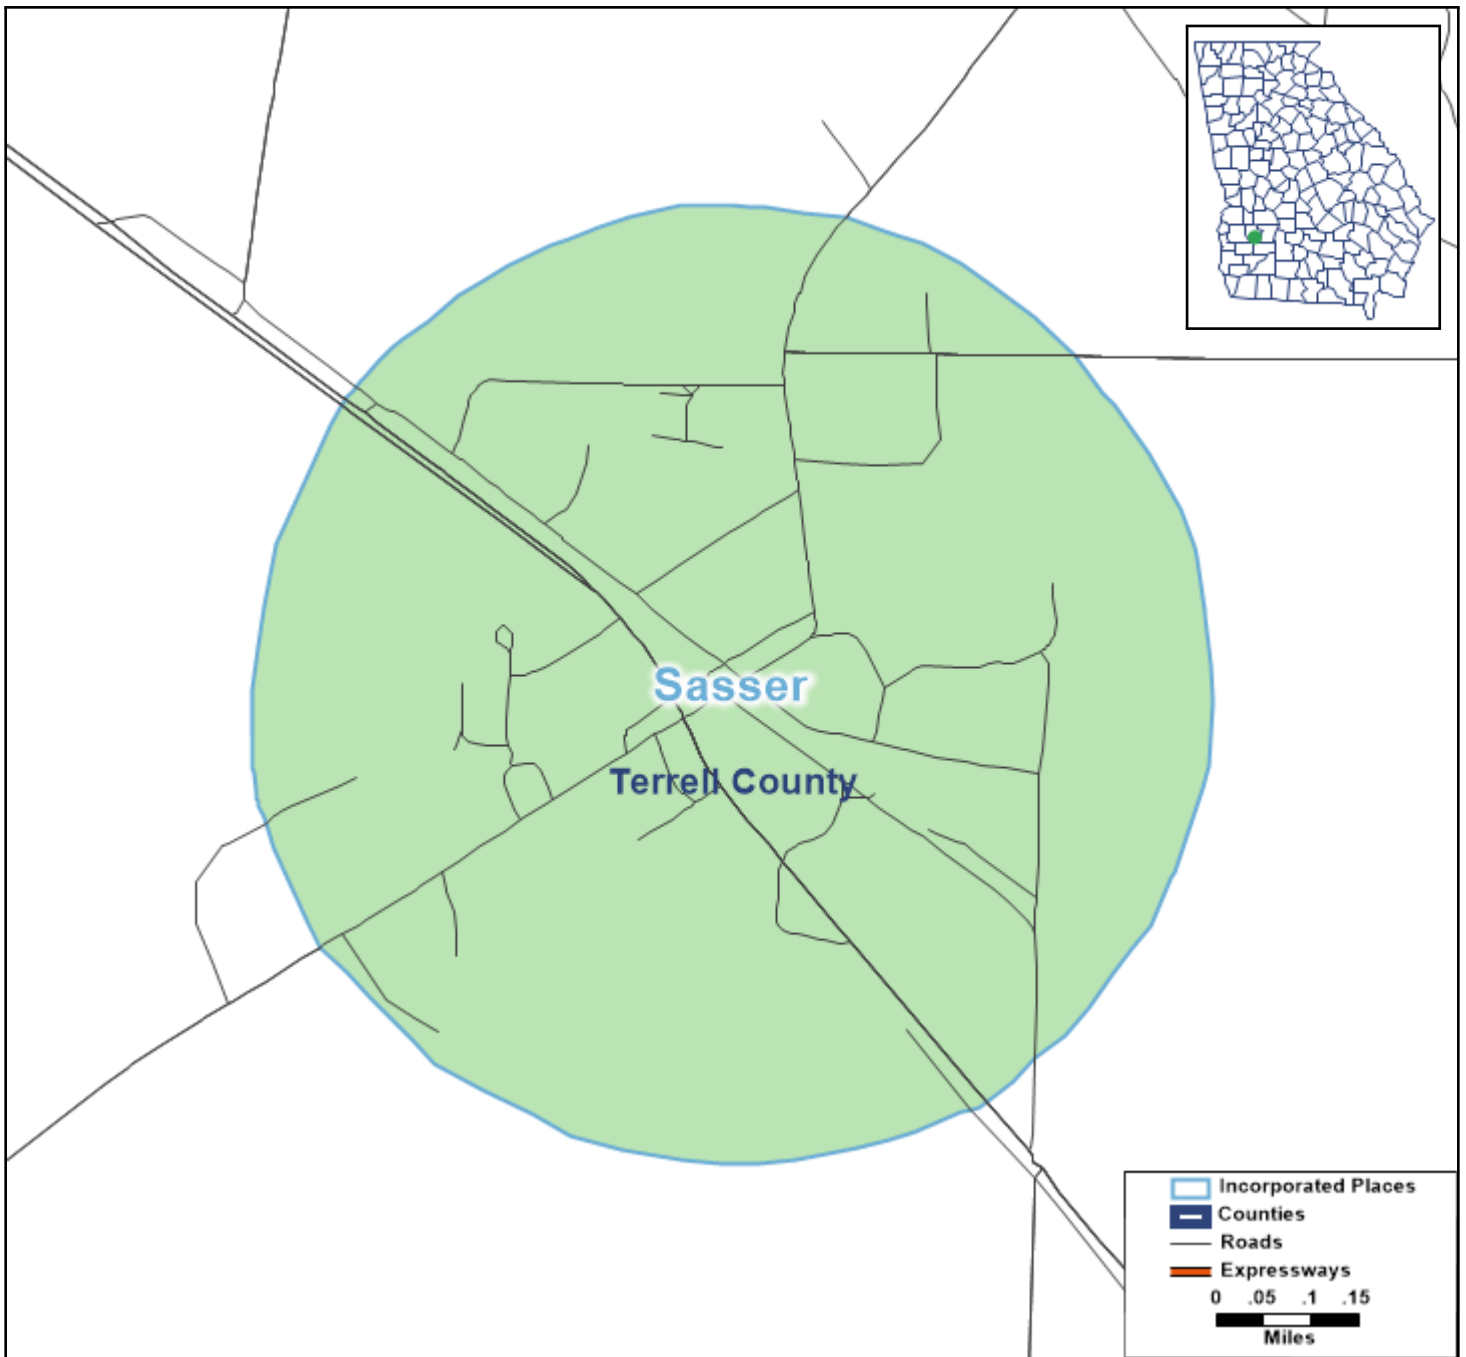 Sasser
Terrell County
Incorporated Places
Counties
Roads
Expressways
0 .05 .1 .15
Miles